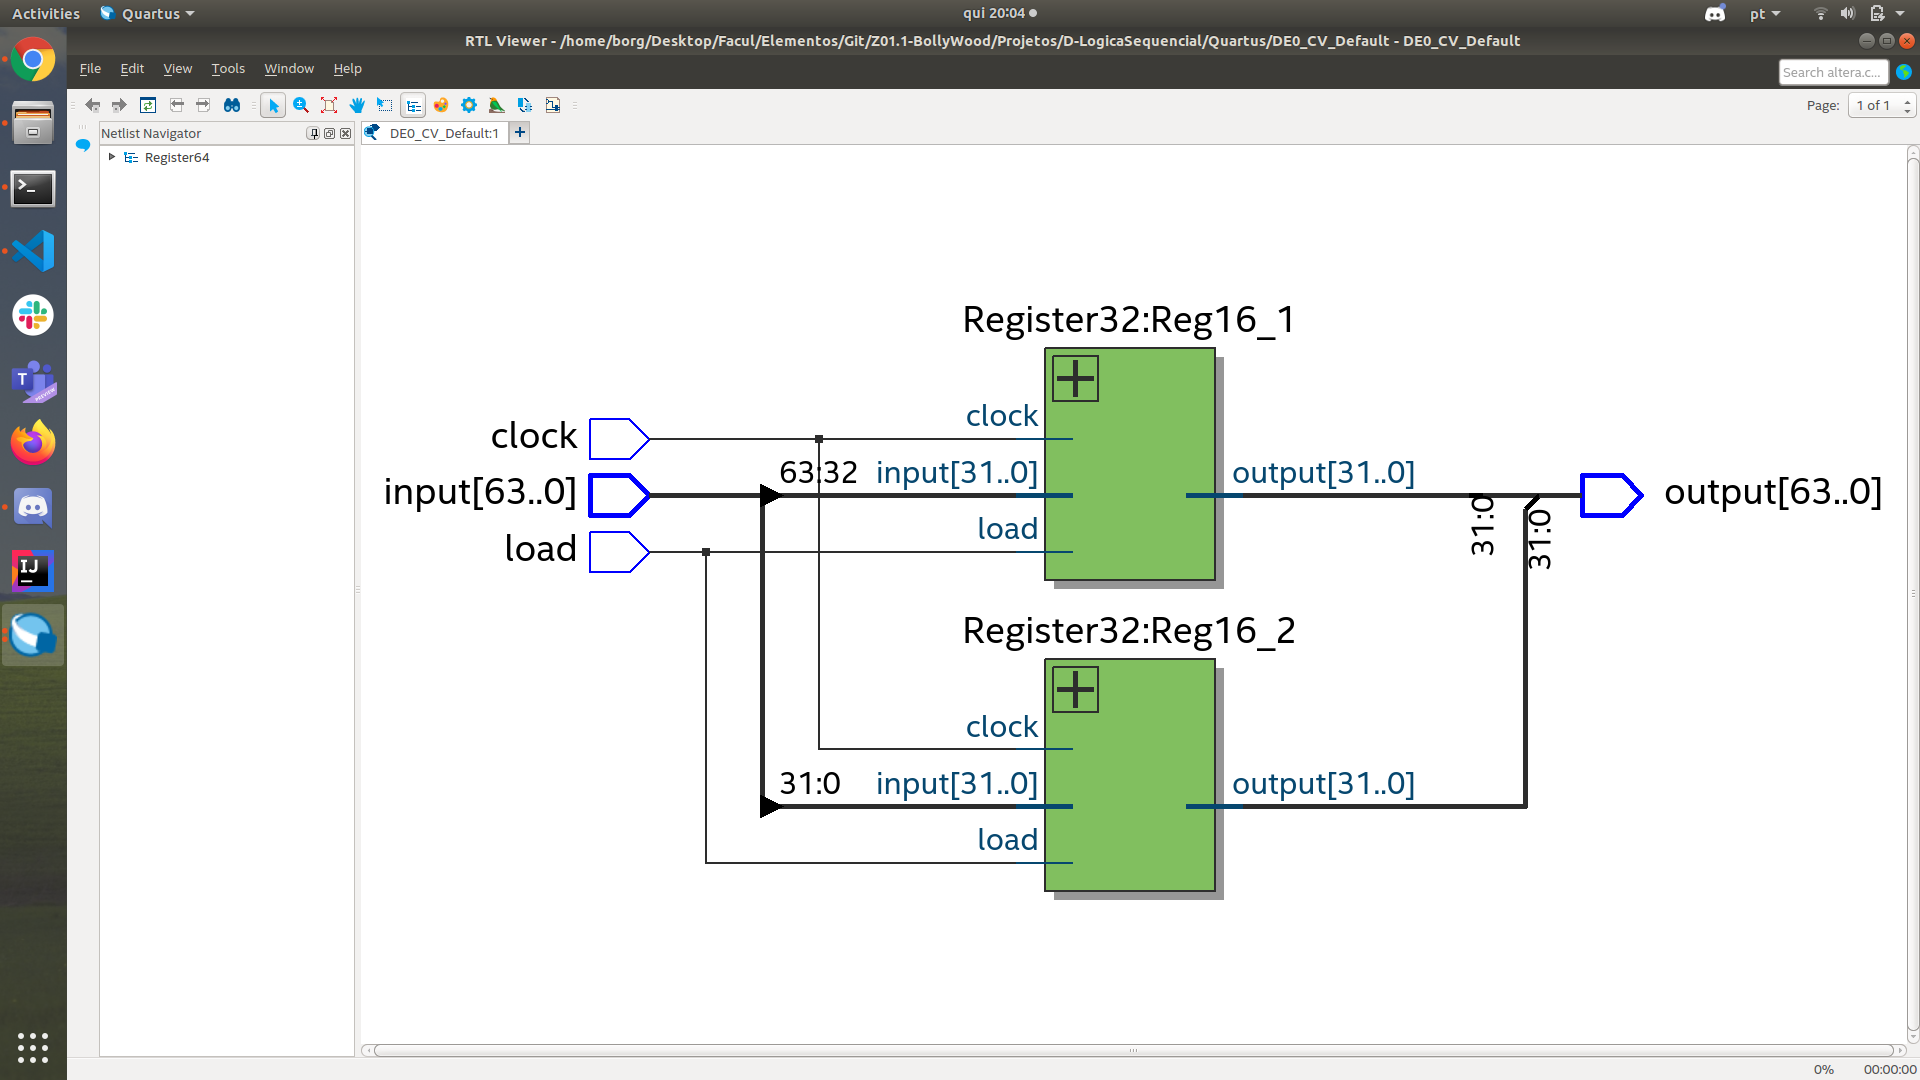 Activities Quartus qui 20:04 pt
RTL Viewer - /home/borg/Desktop/Facul/Elementos/Git/Z01.1-BollyWood/Projetos/D-LogicaSequencial/Quartus/DE0_CV_Default - DE0_CV_Default
File Edit View Tools Window Help Search altera.c...
Page: 1 of 1
Netlist Navigator DE0_CV_Default:1
Register64
Register32:Reg16_1
clock
clock
63:32 input[31..0] output[31..0]
input[63..0] output[63..0]
31:0
31:0
load
load
Register32:Reg16_2
clock
31:0 input[31..0] output[31..0]
load
T PREVIEW
IJ
0% 00:00:00